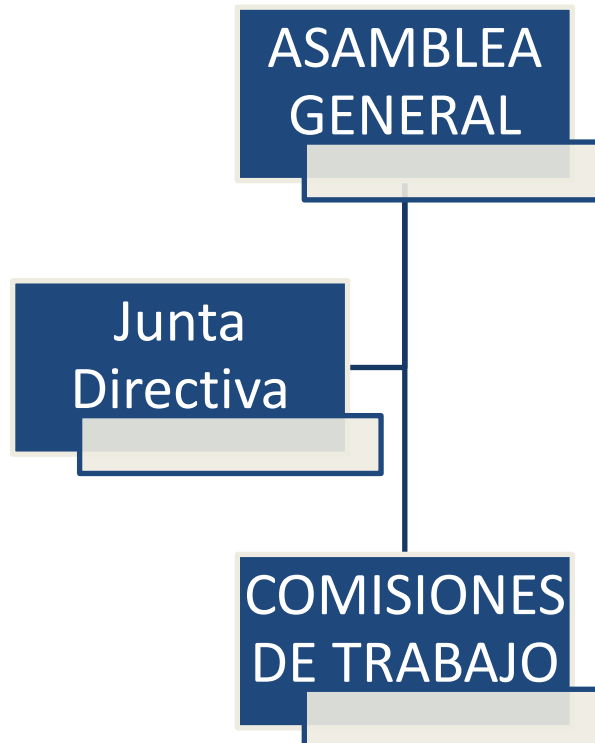 ASAMBLEA
GENERAL
Junta
Directiva
COMISIONES
DE TRABAJO